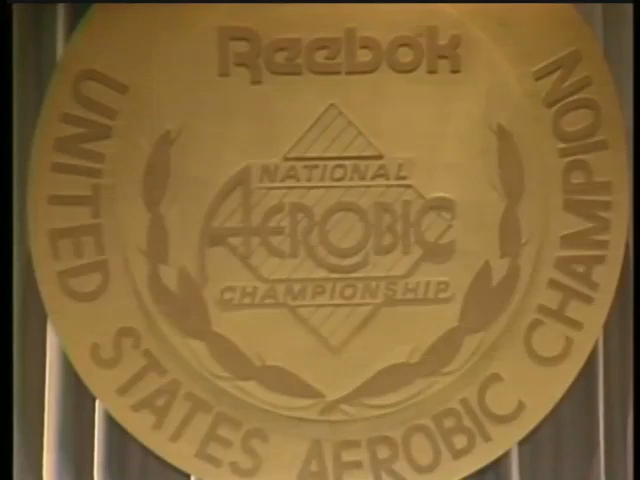 Reebok
NATIONAL
AEROBIC
CHAMPIONSHIP
UNITED STATES AEROBIC CHAMPION